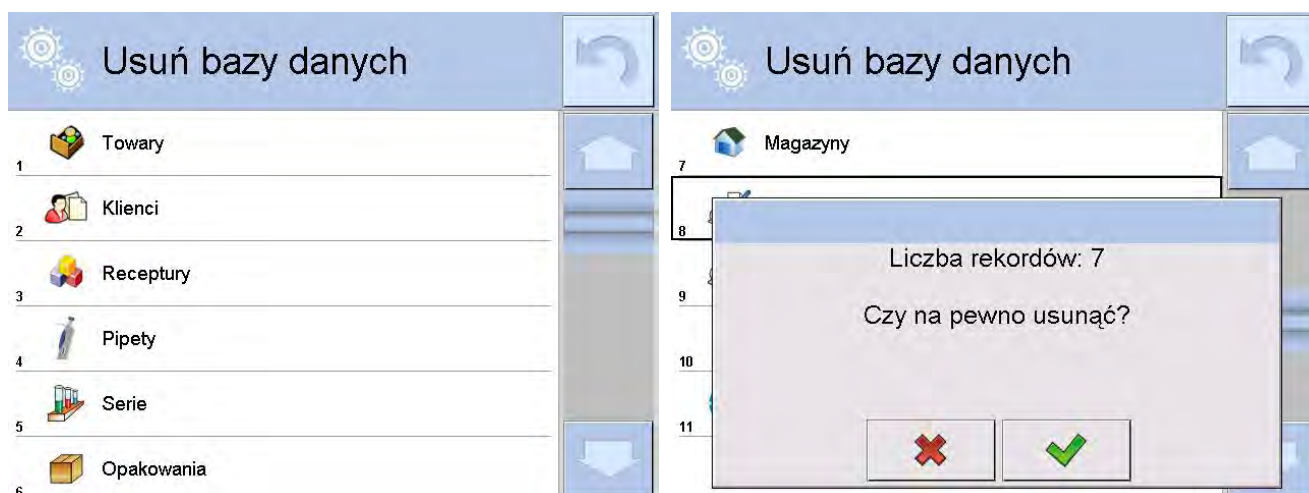 Usuń bazy danych
Towary
1
Klienci
2
Receptury
3
Pipety
4
Serie
5
Opakowania
6
Usuń bazy danych
Magazyny
7
8
Liczba rekordów: 7
9
Czy na pewno usunąć?
10
11